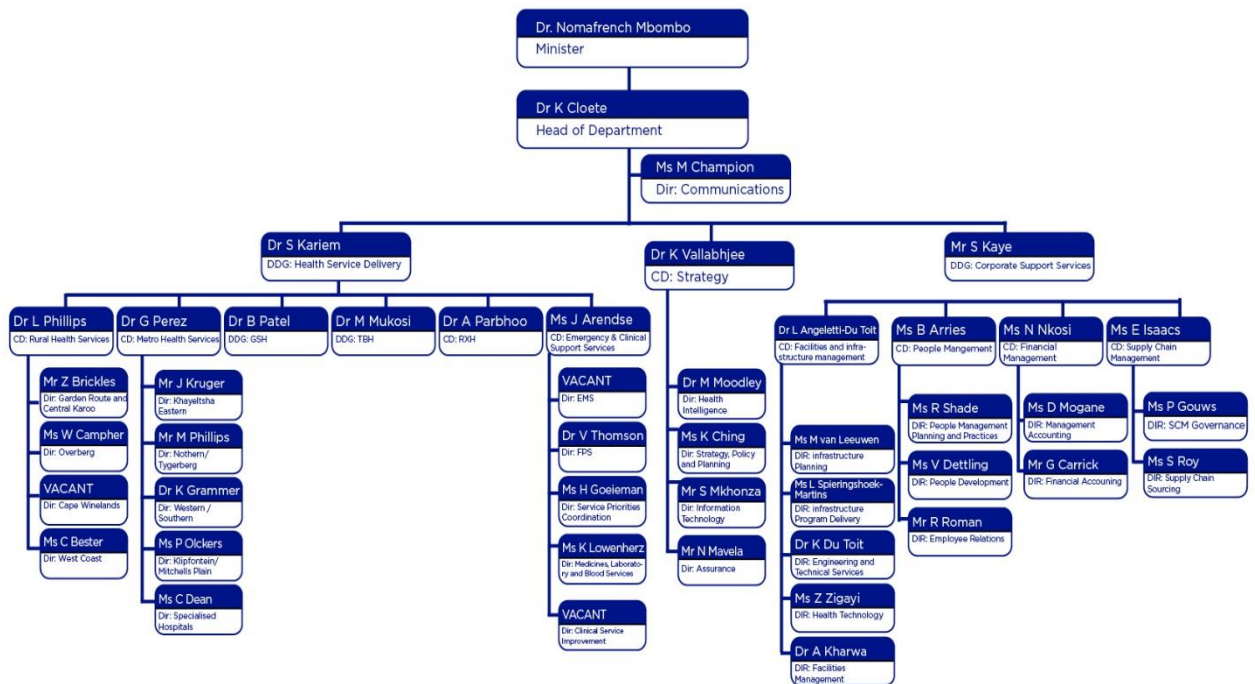 Dr. Nomafrench Mbombo
Minister
Dr K Cloete
Head of Department
Ms M Champion
Dir: Communications
Dr S Kariem
DDG: Health Service Delivery
Dr K Vallabhjee
CD: Strategy
Mr S Kaye
DDG: Corporate Support Services
Dr L Phillips
CD: Rural Health Services
Dr G Perez
CD: Metro Health Services
Dr B Patel
DDG: GSH
Dr M Mukosi
DDG: TBH
Dr A Parbhoo
CD: RXH
Ms J Arendse
CD: Emergency & Clinical
Support Services
Mr Z Brickles
Dir: Garden Route and
Central Karoo
Ms W Campher
Dir: Overberg
VACANT
Dir: Cape Winelands
Ms C Bester
Dir: West Coast
Mr J Kruger
Dir: Khayeltsha
Eastern
Mr M Phillips
Dir: Nothern/
Tygerberg
Dr K Grammer
Dir: Western /
Southern
Ms P Olckers
Dir: Klipfontein/
Mitchells Plain
Ms C Dean
Dir: Specialised
Hospitals
VACANT
Dir: EMS
Dr V Thomson
Dir: FPS
Ms H Goeieman
Dir: Service Priorities
Coordination
Ms K Lowenherz
Dir: Medicines, Laborato-
ry and Blood Services
VACANT
Dir: Clinical Service
Improvement
Dr M Moodley
Dir: Health
Intelligence
Ms K Ching
Dir: Strategy, Policy
and Planning
Mr S Mkhonza
Dir: Information
Technology
Mr N Mavela
Dir: Assurance
Dr L Angeletti-Du Toit
CD: Facilities and infra-
structure management
Ms B Arries
CD: People Mangement
Ms N Nkosi
CD: Financial
Management
Ms E Isaacs
CD: Supply Chain
Management
Ms M van Leeuwen
DIR: infrastructure
Planning
Ms L Spieringshoek-
Martins
DIR: infrastructure
Program Delivery
Dr K Du Toit
DIR: Engineering and
Technical Services
Ms Z Zigayi
DIR: Health Technology
Dr A Kharwa
DIR: Facilities
Management
Ms R Shade
DIR: People Management
Planning and Practices
Ms V Dettling
DIR: People Development
Mr R Roman
DIR: Employee Relations
Ms D Mogane
DIR: Management
Accounting
Mr G Carrick
DIR: Financial Accouning
Ms P Gouws
DIR: SCM Governance
Ms S Roy
DIR: Supply Chain
Sourcing